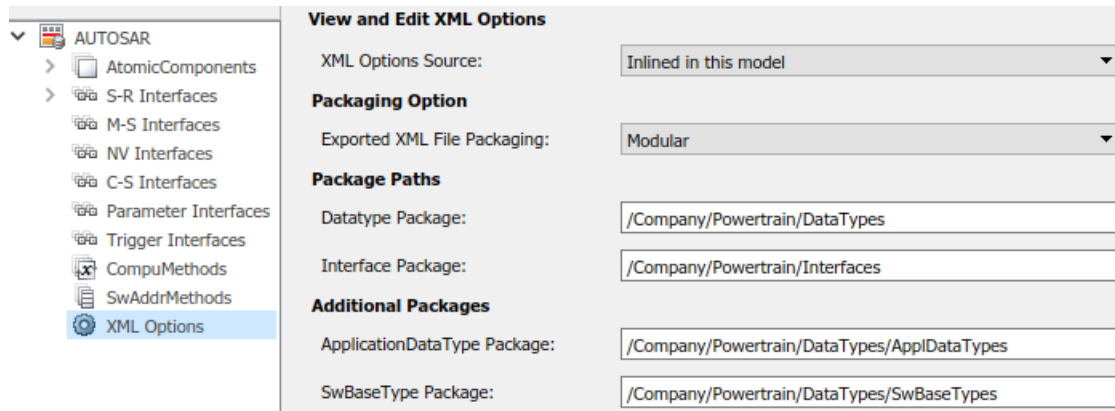 AUTOSAR
AtomicComponents
S-R Interfaces
M-S Interfaces
NV Interfaces
C-S Interfaces
Parameter Interfaces
Trigger Interfaces
CompuMethods
SwAddrMethods
XML Options
View and Edit XML Options
XML Options Source: Inlined in this model
Packaging Option
Exported XML File Packaging: Modular
Package Paths
Datatype Package: /Company/Powertrain/DataTypes
Interface Package: /Company/Powertrain/Interfaces
Additional Packages
ApplicationDataType Package: /Company/Powertrain/DataTypes/ApplDataTypes
SwBaseType Package: /Company/Powertrain/DataTypes/SwBaseTypes